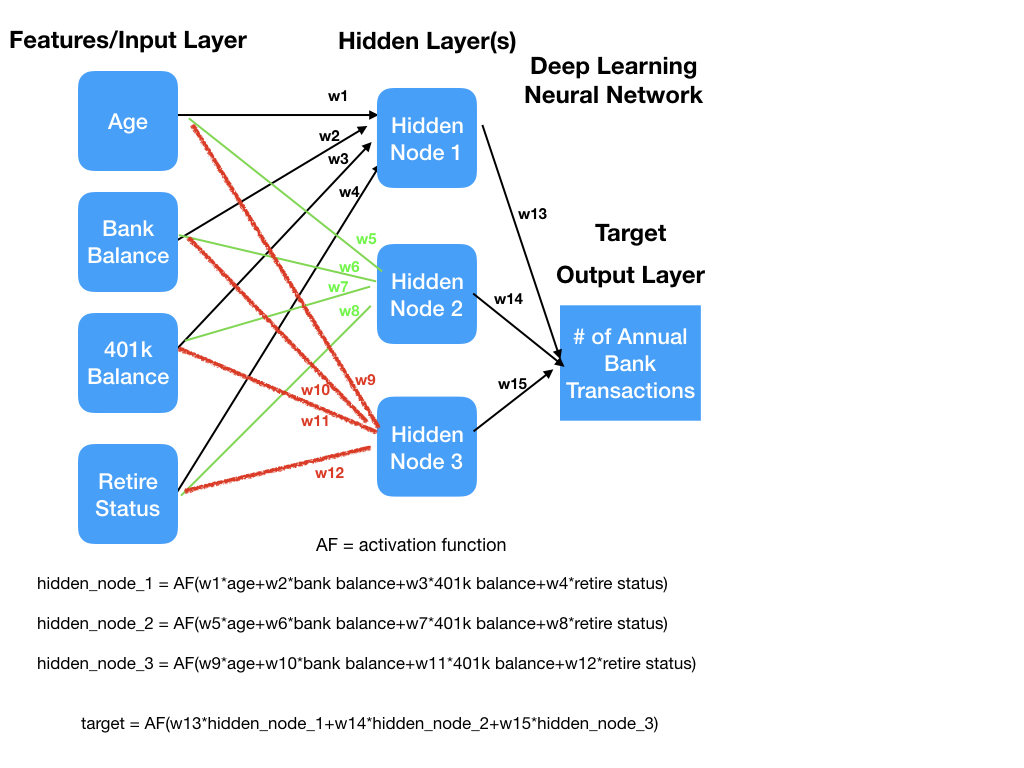 Features/Input Layer
Hidden Layer(s)
Deep Learning
Neural Network
Age
Bank
Balance
401k
Balance
Retire
Status
w1
w2
w3
w4
w5
w6
w7
w8
w9
w10
w11
w12
Hidden
Node 1
Hidden
Node 2
Hidden
Node 3
w13
w14
w15
Target
Output Layer
# of Annual
Bank
Transactions
AF = activation function
hidden_node_1 = AF(w1*age+w2*bank balance+w3*401k balance+w4*retire status)
hidden_node_2 = AF(w5*age+w6*bank balance+w7*401k balance+w8*retire status)
hidden_node_3 = AF(w9*age+w10*bank balance+w11*401k balance+w12*retire status)
target = AF(w13*hidden_node_1+w14*hidden_node_2+w15*hidden_node_3)